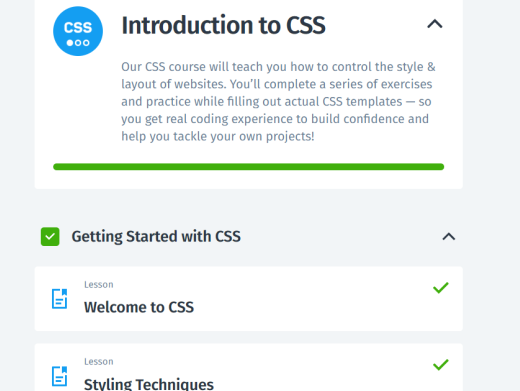 CSS
Introduction to CSS
Our CSS course will teach you how to control the style &
layout of websites. You’ll complete a series of exercises
and practice while filling out actual CSS templates — so
you get real coding experience to build confidence and
help you tackle your own projects!
Getting Started with CSS
Lesson
Welcome to CSS
Lesson
Styling Techniques